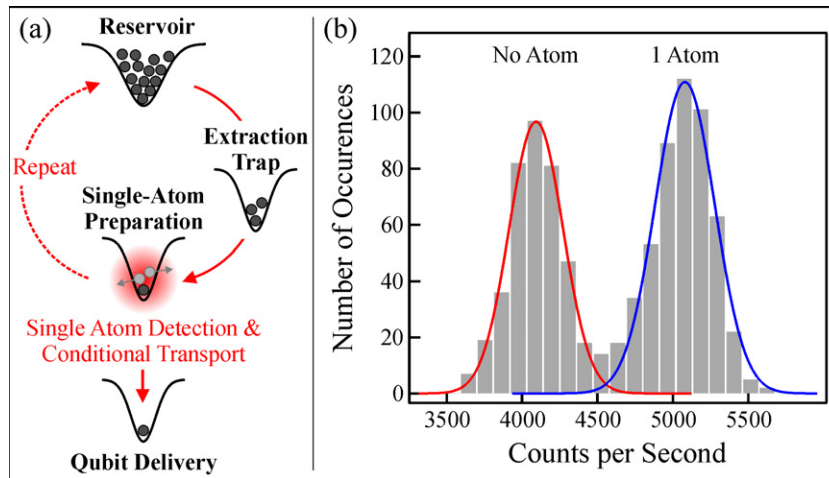 (a)
Reservoir
Extraction
Trap
Repeat
Single-Atom
Preparation
Single Atom Detection &
Conditional Transport
Qubit Delivery
(b)
No Atom
1 Atom
Number of Occurences
120
100
80
60
40
20
0
3500
4000
4500
5000
5500
Counts per Second